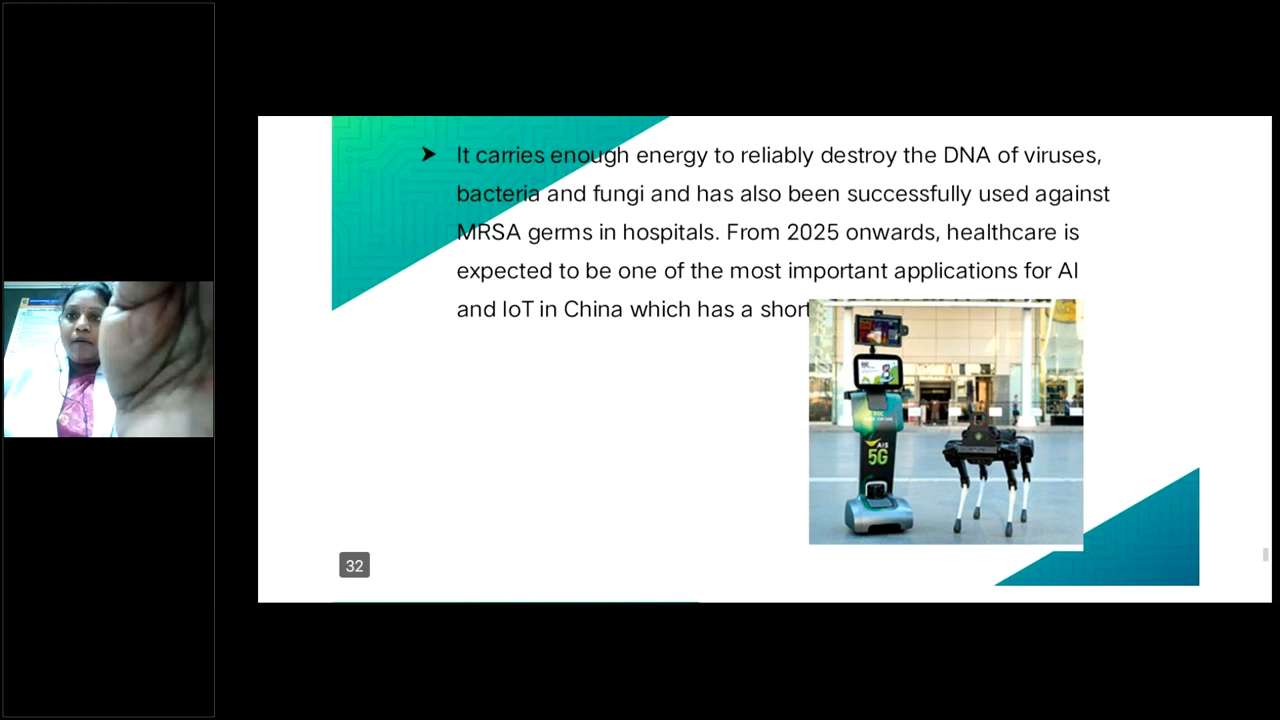 ➤ It carries enough energy to reliably destroy the DNA of viruses,
bacteria and fungi and has also been successfully used against
MRSA germs in hospitals. From 2025 onwards, healthcare is
expected to be one of the most important applications for AI
and IoT in China which has a short
AIS
5G
32